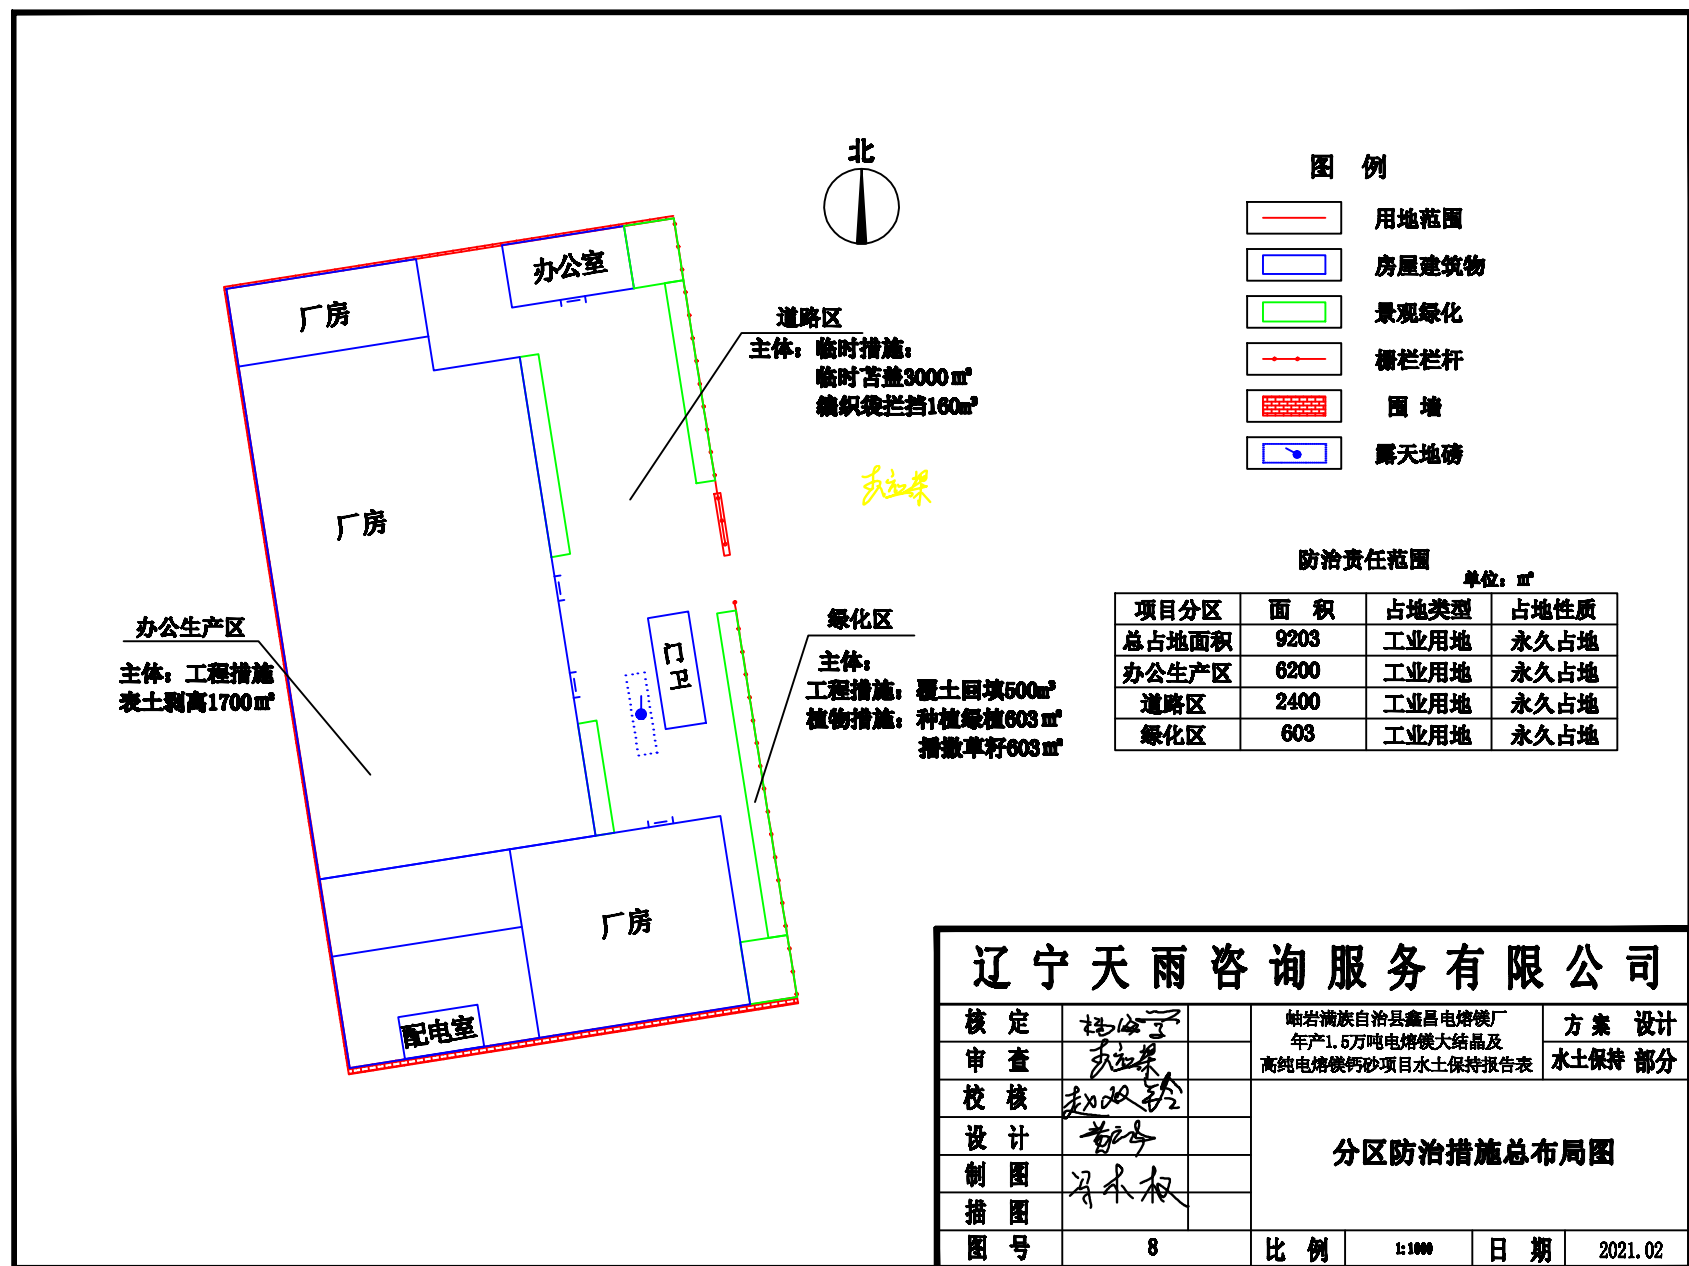 北
图 例
用地范围
房屋建筑物
景观绿化
栅栏栏杆
围 墙
露天地磅
办公室
厂房
道路区
主体：临时措施：
临时苫盖3000㎡
编织袋拦挡160m³
厂房
办公生产区
主体：工程措施
表土剥离1700㎡
门卫
绿化区
主体：
工程措施：覆土回填500m³
植物措施：种植绿植603㎡
播撒草籽603㎡
厂房
配电室
防治责任范围
单位：㎡
项目分区 面 积 占地类型 占地性质
总占地面积 9203 工业用地 永久占地
办公生产区 6200 工业用地 永久占地
道路区 2400 工业用地 永久占地
绿化区 603 工业用地 永久占地
辽宁天雨咨询服务有限公司
核 定
审 查
校 核
设 计
制 图
描 图
图 号 8
岫岩满族自治县鑫昌电熔镁厂
年产1.5万吨电熔镁大结晶及
高纯电熔镁钙砂项目水土保持报告表
方 案 设计
水土保持 部分
分区防治措施总布局图
比 例 1:1000 日 期 2021.02